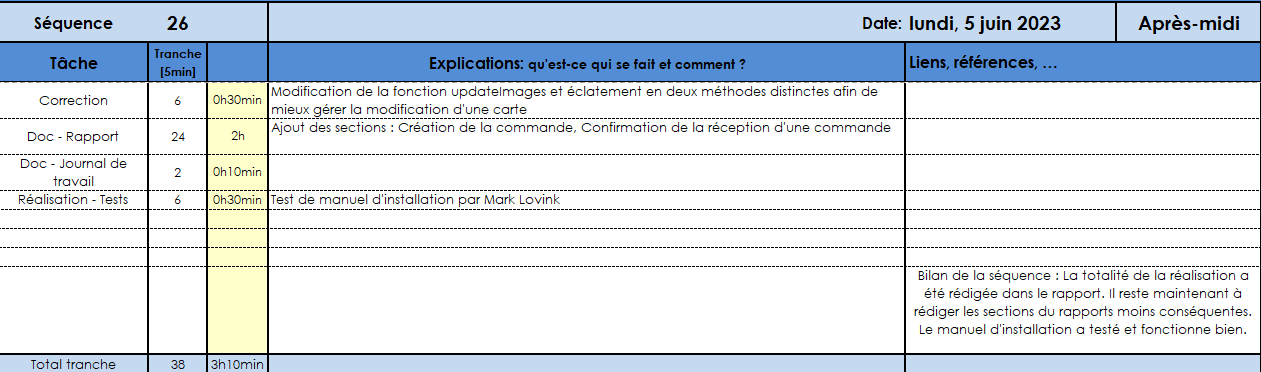 Séquence 26 Date: lundi, 5 juin 2023 Après-midi
Tâche Tranche [5min] Explications: qu'est-ce qui se fait et comment ? Liens, références, ...
Correction 6 0h30min Modification de la fonction updateImages et éclatement en deux méthodes distinctes afin de
mieux gérer la modification d'une carte
Doc - Rapport 24 2h Ajout des sections : Création de la commande, Confirmation de la réception d'une commande
Doc - Journal de
travail 2 0h10min
Réalisation - Tests 6 0h30min Test de manuel d'installation par Mark Lovink
Bilan de la séquence : La totalité de la réalisation a
été rédigée dans le rapport. Il reste maintenant à
rédiger les sections du rapports moins conséquentes.
Le manuel d'installation a testé et fonctionne bien.
Total tranche 38 3h10min